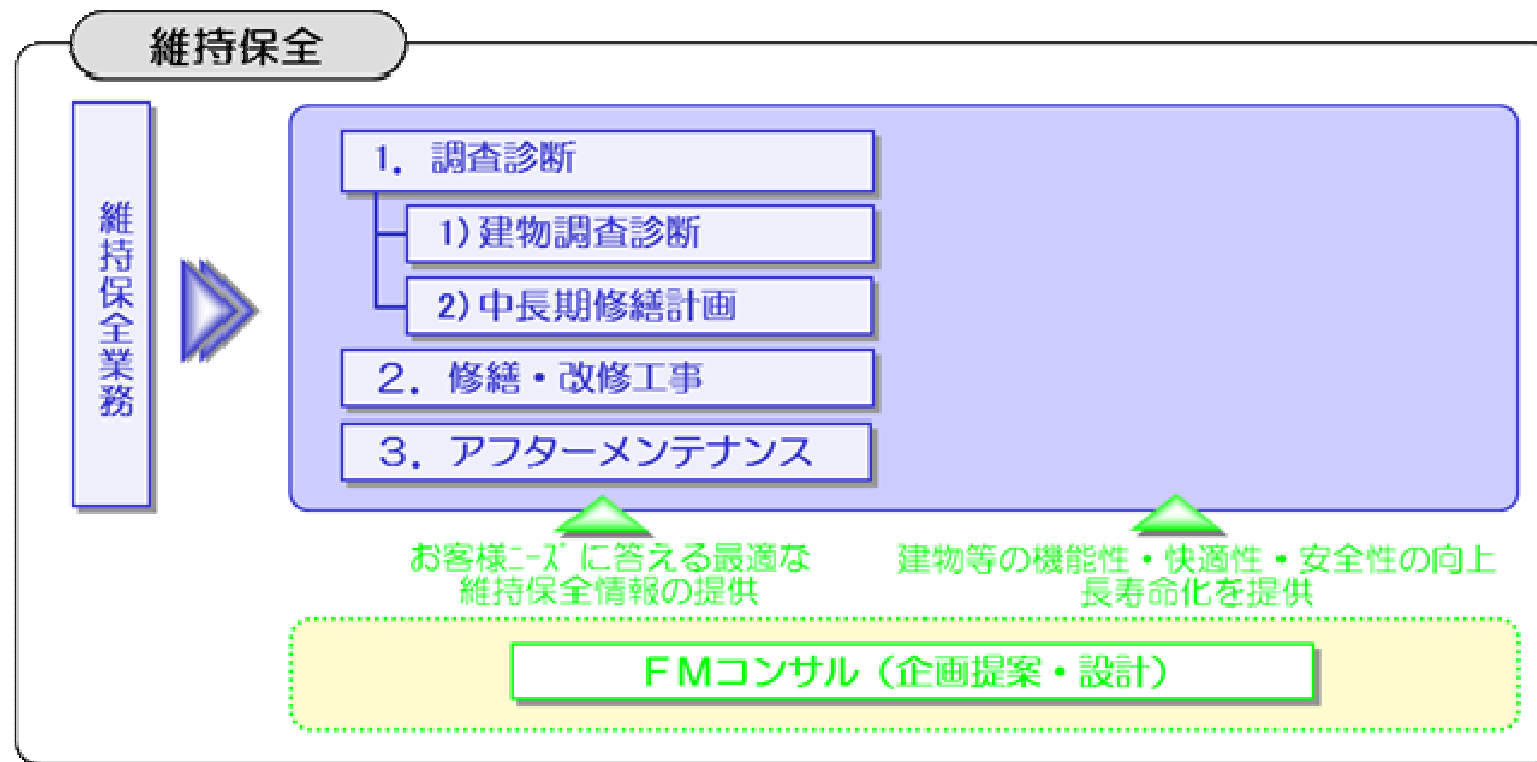 維持保全
維持保全業務
1．調査診断
1)建物調査診断
2)中長期修繕計画
２．修繕・改修工事
３．アフターメンテナンス
お客様ﾆｰｽﾞに答える最適な
維持保全情報の提供
建物等の機能性・快適性・安全性の向上
長寿命化を提供
ＦＭコンサル（企画提案・設計）